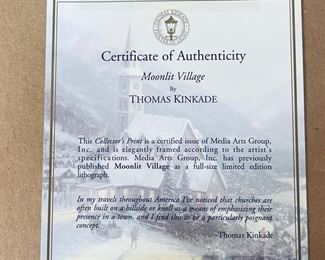 THOMAS KINKADE
Certificate of Authenticity
Moonlit Village
BY
THOMAS KINKADE
This Collector's Print is a certified issue of Media Arts Group,
Inc. and is elegantly framed according to the artist's
specifications. Media Arts Group, Inc. has previously
published Moonlit Village as a full-size limited edition
lithograph.
In my travels throughout America I've noticed that churches are
often built on a hillside or knoll as a means of emphasizing their
presence in a town, and I find this to be a particularly poignant
concept.
-Thomas Kinkade